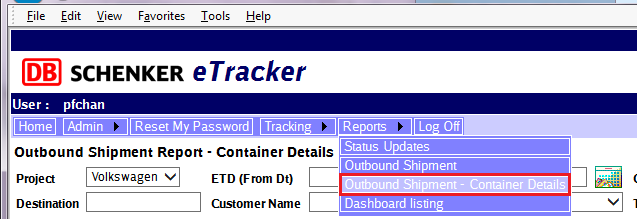 File Edit View Favorites Tools Help
DB SCHENKER eTracker
User : pfchan
Home Admin Reset My Password Tracking Reports Log Off
Status Updates
Outbound Shipment
Outbound Shipment - Container Details
Dashboard listing
Outbound Shipment Report - Container Details
Project Volkswagen ETD (From Dt)
Destination Customer Name